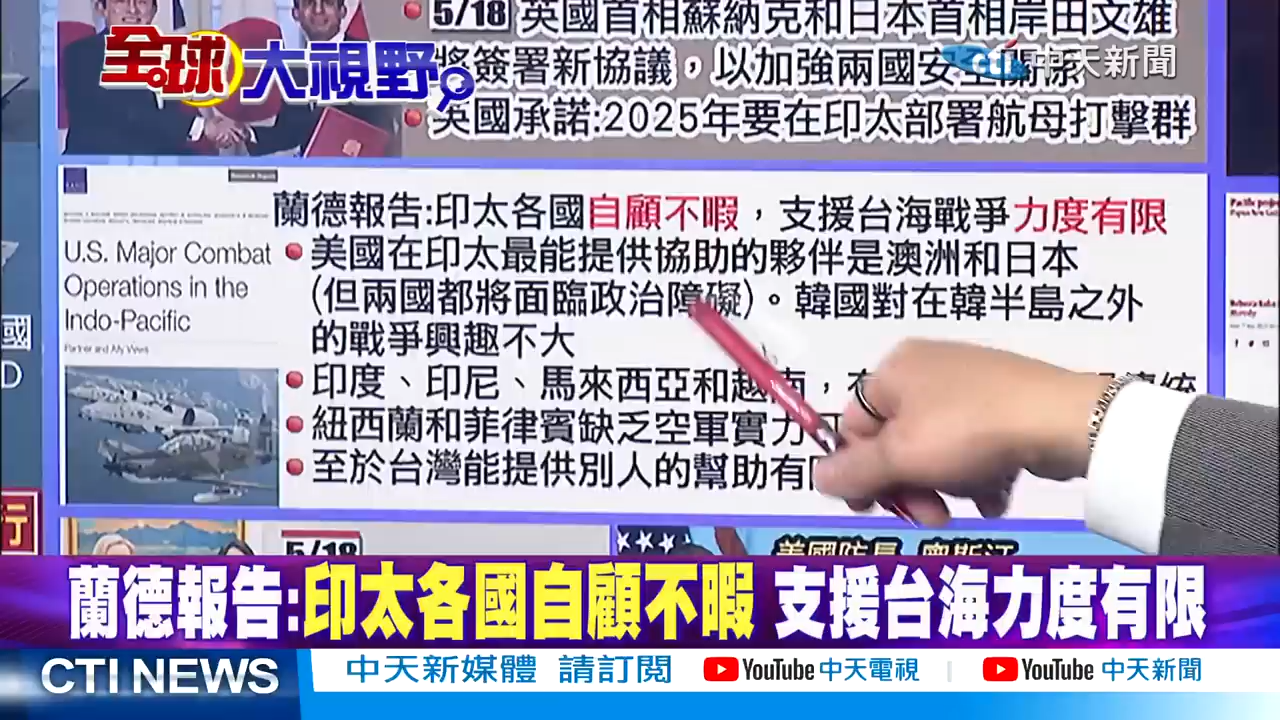 5/18 英國首相蘇納克和日本首相岸田文雄
全球大視野
將簽署新協議，以加強兩國安全關係
cti 中天新聞
英國承諾:2025年要在印太部署航母打擊群
蘭德報告:印太各國自顧不暇，支援台海戰爭力度有限
U.S. Major Combat
Operations in the
Indo-Pacific
Partner and Ally Views
美國在印太最能提供協助的夥伴是澳洲和日本
(但兩國都將面臨政治障礙)。韓國對在韓半島之外
的戰爭興趣不大
印度、印尼、馬來西亞和越南，
紐西蘭和菲律賓缺乏空軍實力
至於台灣能提供別人的幫助有
國
行
5/18
美國防長 奧斯汀
蘭德報告:印太各國自顧不暇 支援台海力度有限
CTI NEWS
中天新媒體 請訂閱
YouTube 中天電視 | YouTube 中天新聞